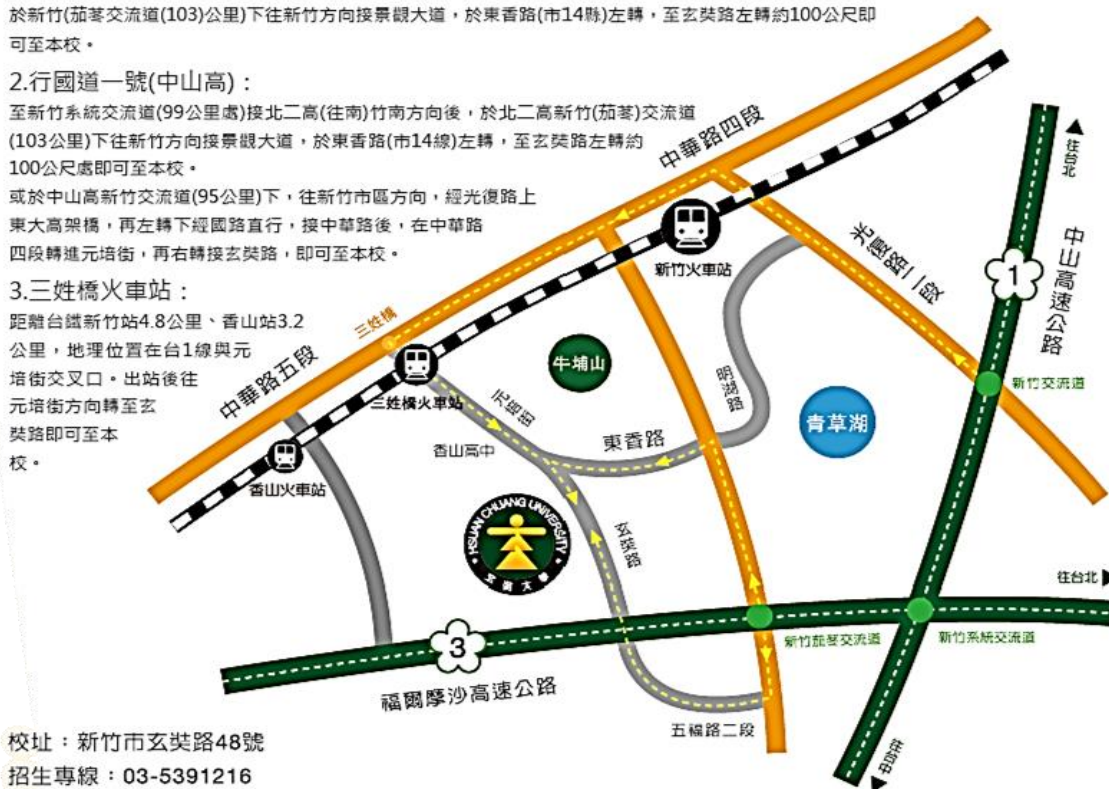 於新竹(茄苳交流道(103)公里)下往新竹方向接景觀大道，於東香路(市14縣)左轉，至玄奘路左轉約100公尺即
可至本校。
2.行國道一號(中山高)：
至新竹系統交流道(99公里處)接北二高(往南)竹南方向後，於北二高新竹(茄苳)交流道
(103公里)下往新竹方向接景觀大道，於東香路(市14線)左轉，至玄奘路左轉約
100公尺處即可至本校。
或於中山高新竹交流道(95公里)下，往新竹市區方向，經光復路上
東大高架橋，再左轉下經國路直行，接中華路後，在中華路
四段轉進元培街，再右轉接玄奘路，即可至本校。
3.三姓橋火車站：
距離台鐵新竹站4.8公里、香山站3.2
公里，地理位置在台1線與元
培街交叉口。出站後往
元培街方向轉至玄
奘路即可至本
校。
中華路四段
往台北
中山高速公路
1
光復路二段
新竹火車站
三姓橋
中華路五段
牛埔山
明湖路
新竹交流道
三姓橋火車站
元培街
青草湖
東香路
香山高中
香山火車站
HSUAN CHUANG UNIVERSITY
玄奘大學
玄奘路
往台北
3
新竹茄苳交流道
新竹系統交流道
福爾摩沙高速公路
五福路二段
往台中
校址：新竹市玄奘路48號
招生專線：03-5391216